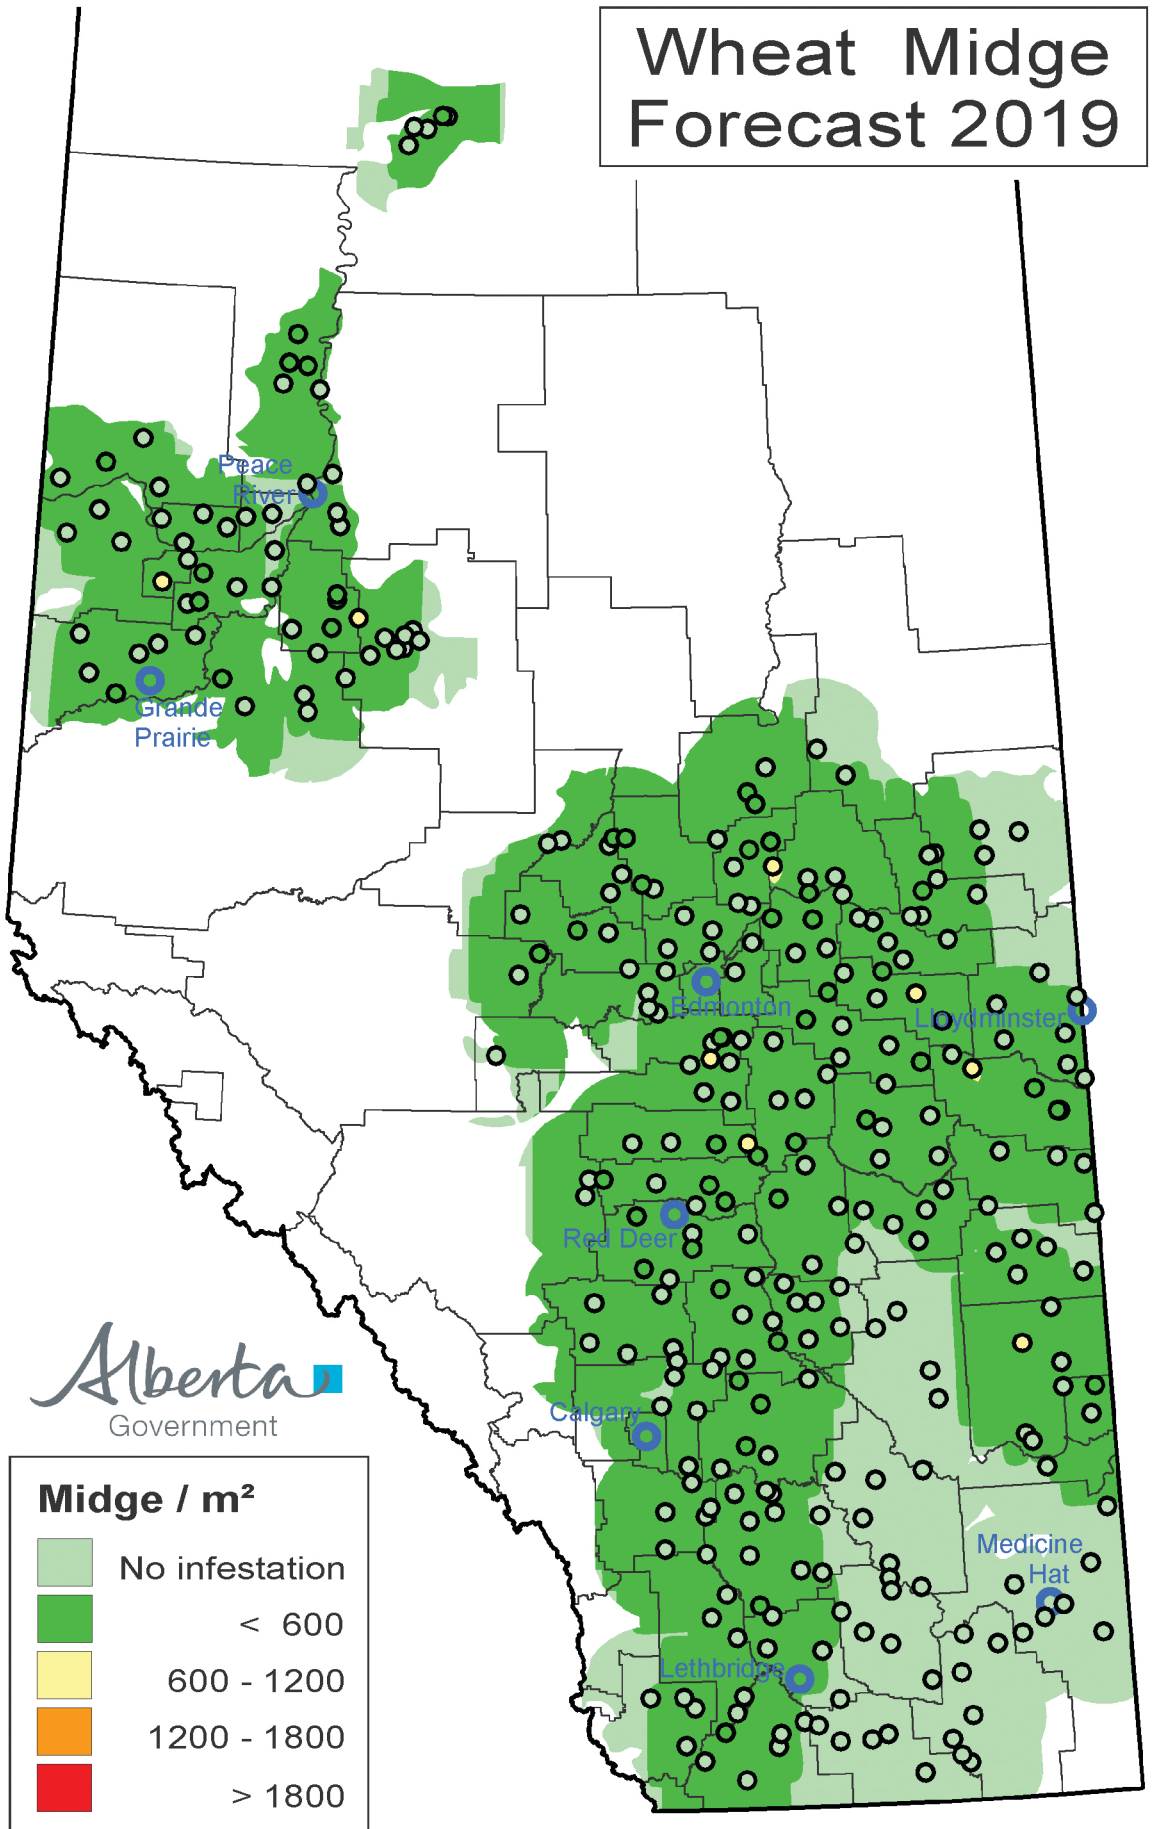 Wheat Midge
Forecast 2019
Peace
River
Grande
Prairie
Edmonton
Lloydminster
Red Deer
Calgary
Medicine
Hat
Lethbridge
Alberta
Government
Midge / m²
No infestation
< 600
600 - 1200
1200 - 1800
> 1800